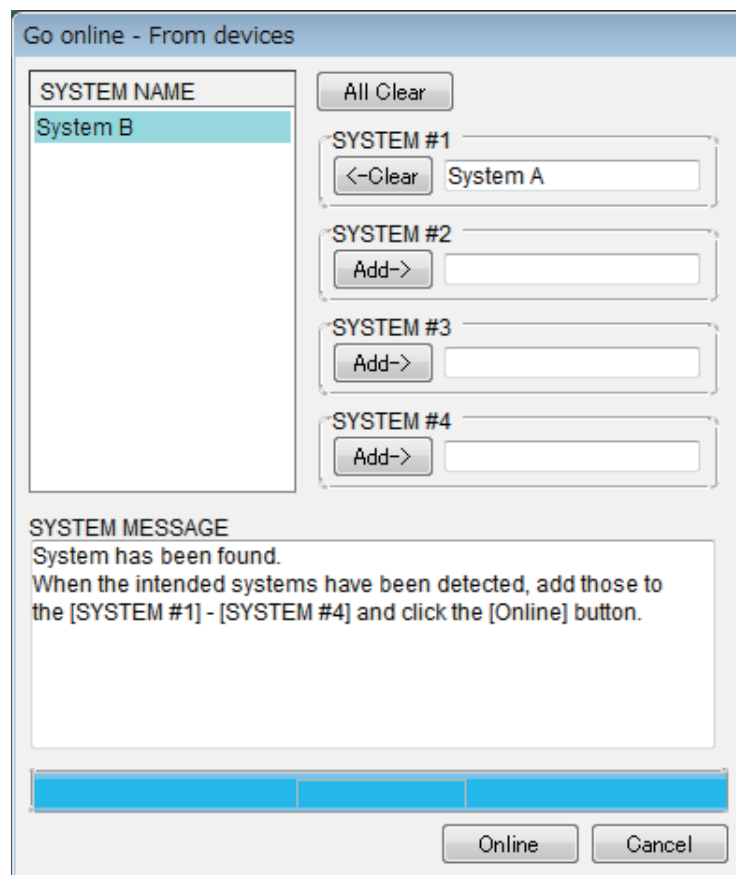 Go online - From devices
SYSTEM NAME
System B
All Clear
SYSTEM #1
<-Clear
System A
SYSTEM #2
Add->
SYSTEM #3
Add->
SYSTEM #4
Add->
SYSTEM MESSAGE
System has been found.
When the intended systems have been detected, add those to
the [SYSTEM #1] - [SYSTEM #4] and click the [Online] button.
Online
Cancel